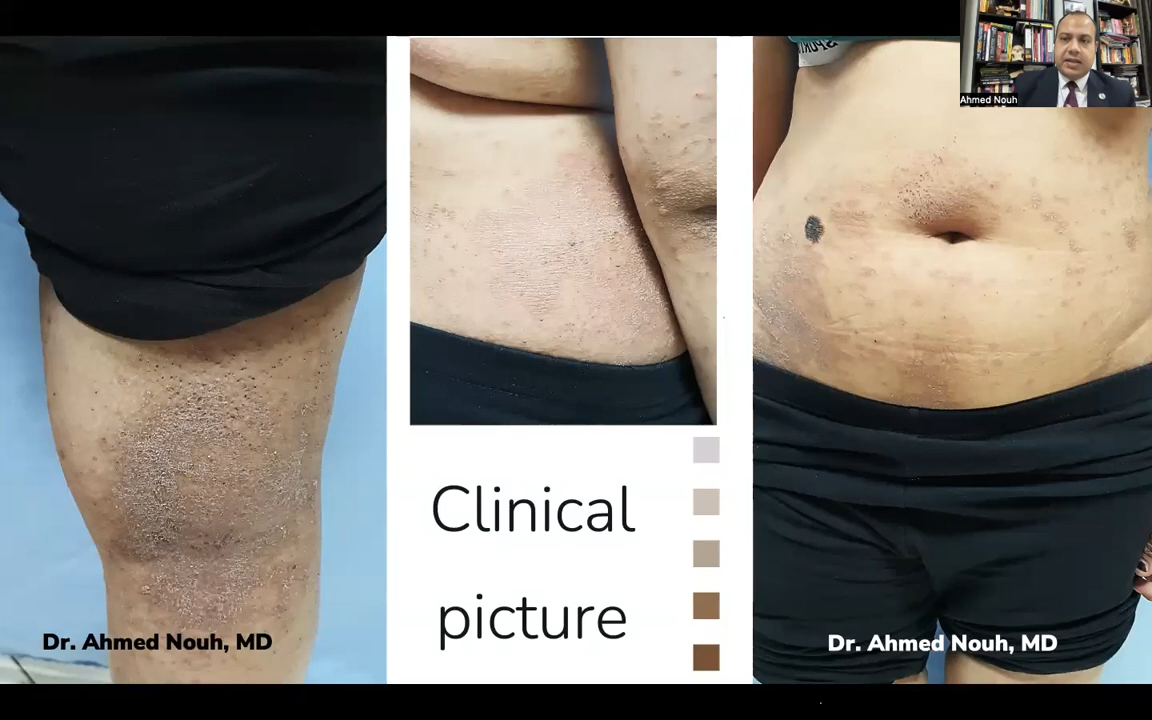 Ahmed Nouh
Clinical
picture
Dr. Ahmed Nouh, MD
Dr. Ahmed Nouh, MD